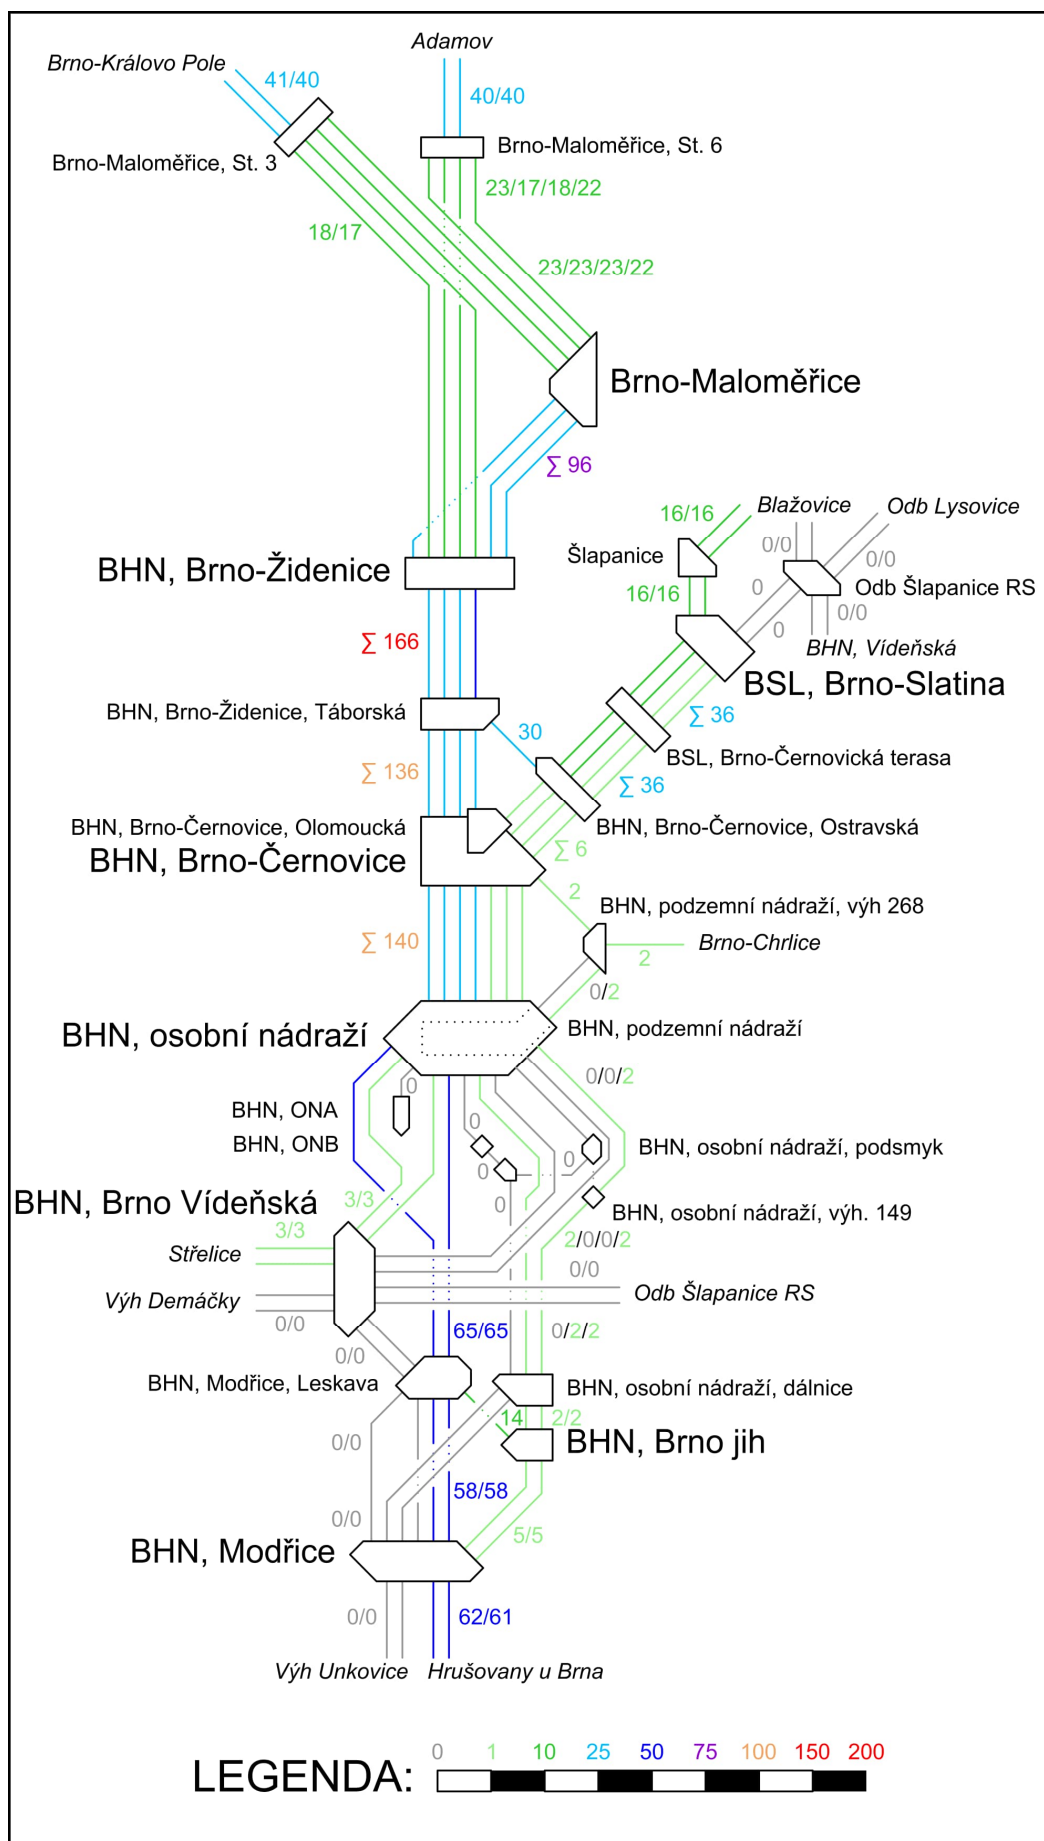 Adamov
Brno-Královo Pole
41/40
40/40
Brno-Maloměřice, St. 6
Brno-Maloměřice, St. 3
23/17/18/22
18/17
23/23/23/22
Brno-Maloměřice
∑ 96
Blažovice
Odb Lysovice
16/16
0/0
Šlapanice
0/0
BHN, Brno-Židenice
16/16
0
Odb Šlapanice RS
0/0
0
∑ 166
BHN, Vídeňská
BSL, Brno-Slatina
BHN, Brno-Židenice, Táborská
∑ 36
30
BSL, Brno-Černovická terasa
∑ 136
∑ 36
BHN, Brno-Černovice, Olomoucká
BHN, Brno-Černovice, Ostravská
BHN, Brno-Černovice
∑ 6
2
BHN, podzemní nádraží, výh 268
∑ 140
Brno-Chrlice
2
0/2
BHN, osobní nádraží
BHN, podzemní nádraží
0/0/2
0
BHN, ONA
0
BHN, ONB
BHN, osobní nádraží, podsmyk
0
0
BHN, Brno Vídeňská
3/3
0
BHN, osobní nádraží, výh. 149
3/3
2/0/0/2
Střelice
0/0
Výh Demáčky
Odb Šlapanice RS
0/0
65/65
0/2/2
0/0
BHN, Modřice, Leskava
BHN, osobní nádraží, dálnice
14
2/2
0/0
BHN, Brno jih
58/58
0/0
5/5
BHN, Modřice
0/0
62/61
Výh Unkovice
Hrušovany u Brna
0 1 10 25 50 75 100 150 200
LEGENDA: